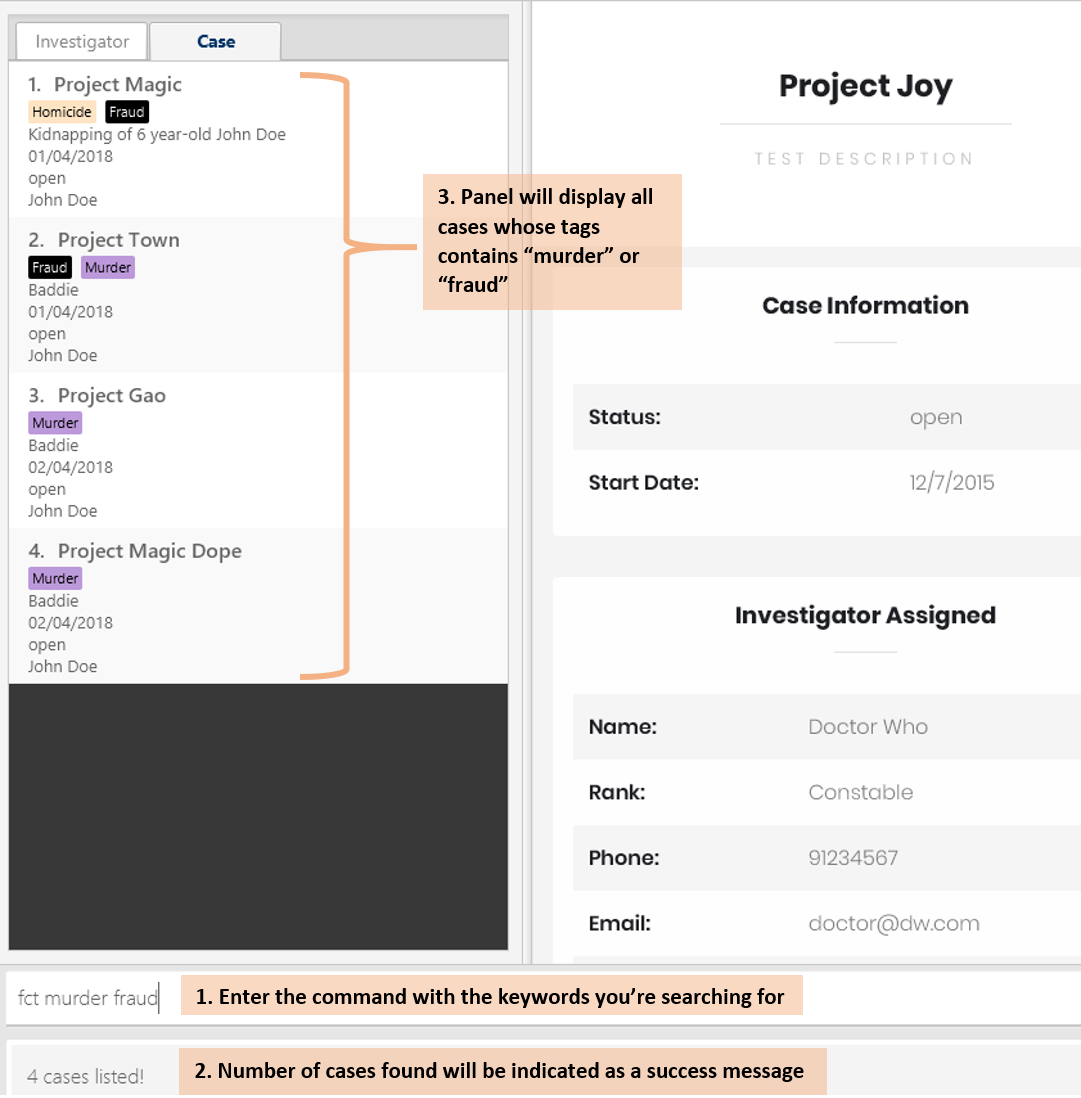 Investigator
Case
1. Project Magic
Homicide Fraud
Kidnapping of 6 year-old John Doe
01/04/2018
open
John Doe
2. Project Town
Fraud Murder
Baddie
01/04/2018
open
John Doe
3. Project Gao
Murder
Baddie
02/04/2018
open
John Doe
4. Project Magic Dope
Murder
Baddie
02/04/2018
open
John Doe
3. Panel will display all
cases whose tags
contains “murder” or
“fraud”
Project Joy
TEST DESCRIPTION
Case Information
Status: open
Start Date: 12/7/2015
Investigator Assigned
Name: Doctor Who
Rank: Constable
Phone: 91234567
Email: doctor@dw.com
fct murder fraud
1. Enter the command with the keywords you’re searching for
4 cases listed!
2. Number of cases found will be indicated as a success message